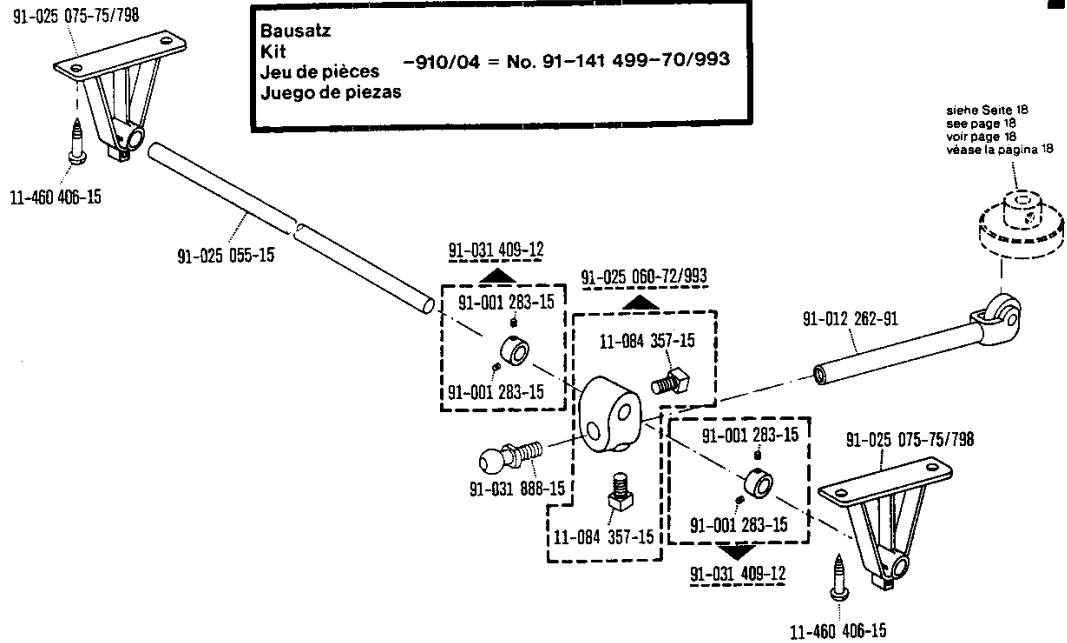 91-025 075-75/798
Bausatz
Kit
Jeu de pièces
Juego de piezas
-910/04 = No. 91-141 499-70/993
siehe Seite 18
see page 18
voir page 18
véase la pagina 18
11-460 406-15
91-025 055-15
91-031 409-12
91-001 283-15
91-001 283-15
91-025 060-72/993
11-084 357-15
91-012 262-91
91-031 888-15
11-084 357-15
91-001 283-15
91-001 283-15
91-031 409-12
91-025 075-75/798
11-460 406-15